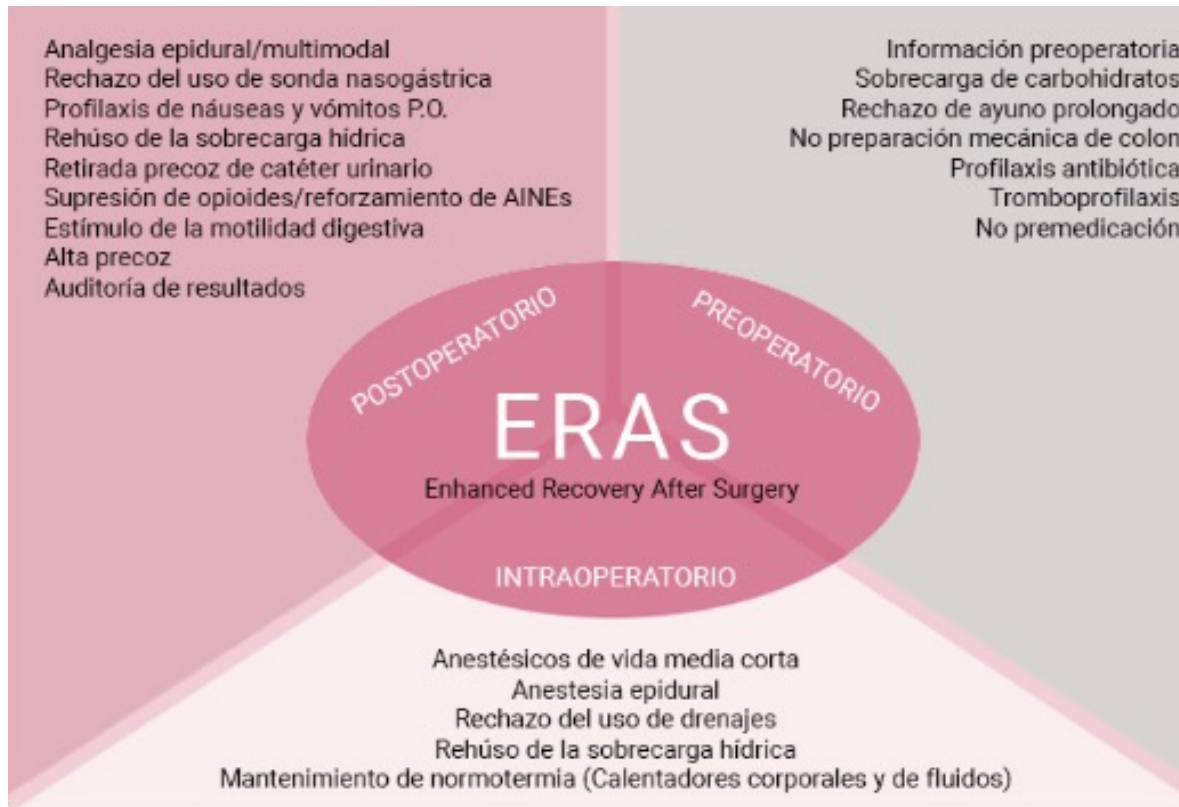 Analgesia epidural/multimodal
Rechazo del uso de sonda nasogástrica
Profilaxis de náuseas y vómitos P.O.
Rehúso de la sobrecarga hídrica
Retirada precoz de catéter urinario
Supresión de opioides/reforzamiento de AINEs
Estímulo de la motilidad digestiva
Alta precoz
Auditoría de resultados
Información preoperatoria
Sobrecarga de carbohidratos
Rechazo de ayuno prolongado
No preparación mecánica de colon
Profilaxis antibiótica
Tromboprofilaxis
No premedicación
POSTOPERATORIO
PREOPERATORIO
ERAS
Enhanced Recovery After Surgery
INTRAOPERATORIO
Anestésicos de vida media corta
Anestesia epidural
Rechazo del uso de drenajes
Rehúso de la sobrecarga hídrica
Mantenimiento de normotermia (Calentadores corporales y de fluidos)